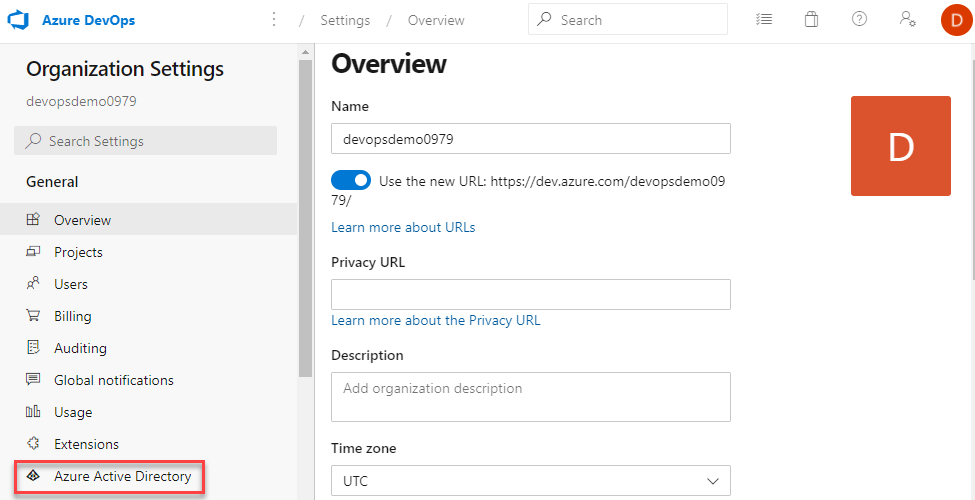 Azure DevOps
/ Settings / Overview
Search
D
Organization Settings
devopsdemo0979
Search Settings
General
Overview
Projects
Users
Billing
Auditing
Global notifications
Usage
Extensions
Azure Active Directory
Overview
Name
devopsdemo0979
Use the new URL: https://dev.azure.com/devopsdemo09
79/
Learn more about URLs
Privacy URL
Learn more about the Privacy URL
Description
Add organization description
Time zone
UTC
D